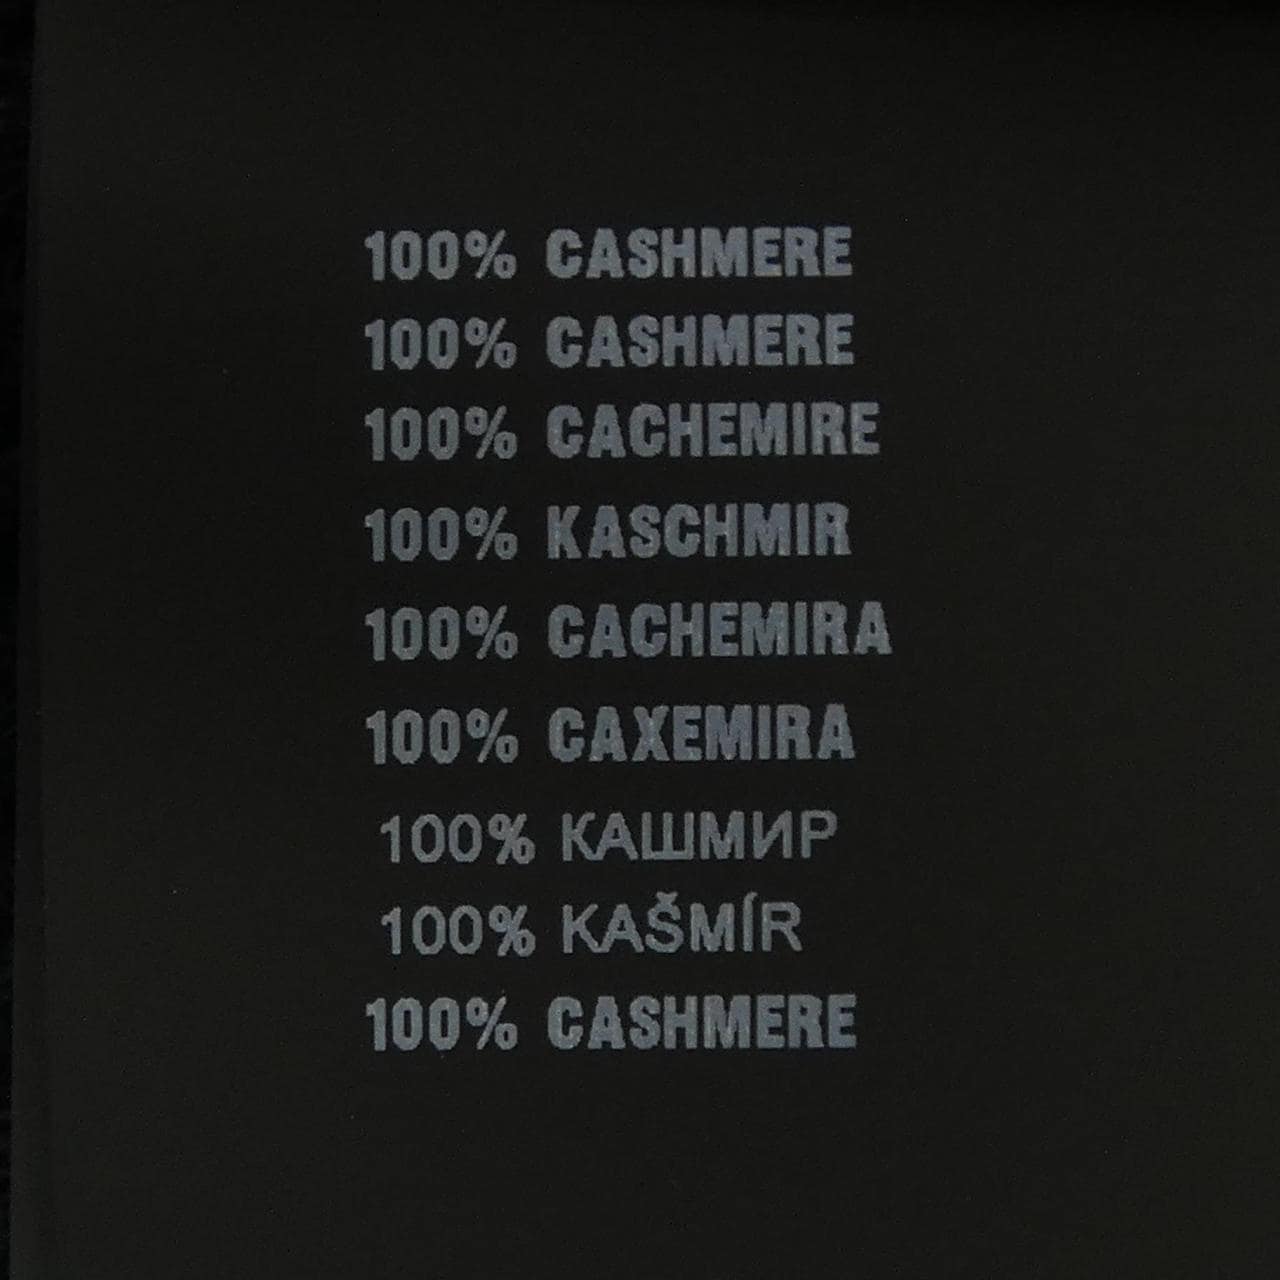 100% CASHMERE
100% CASHMERE
100% CACHEMIRE
100% KASCHMIR
100% CACHEMIRA
100% CAXEMIRA
100% КАШМИР
100% KAŠMÍR
100% CASHMERE